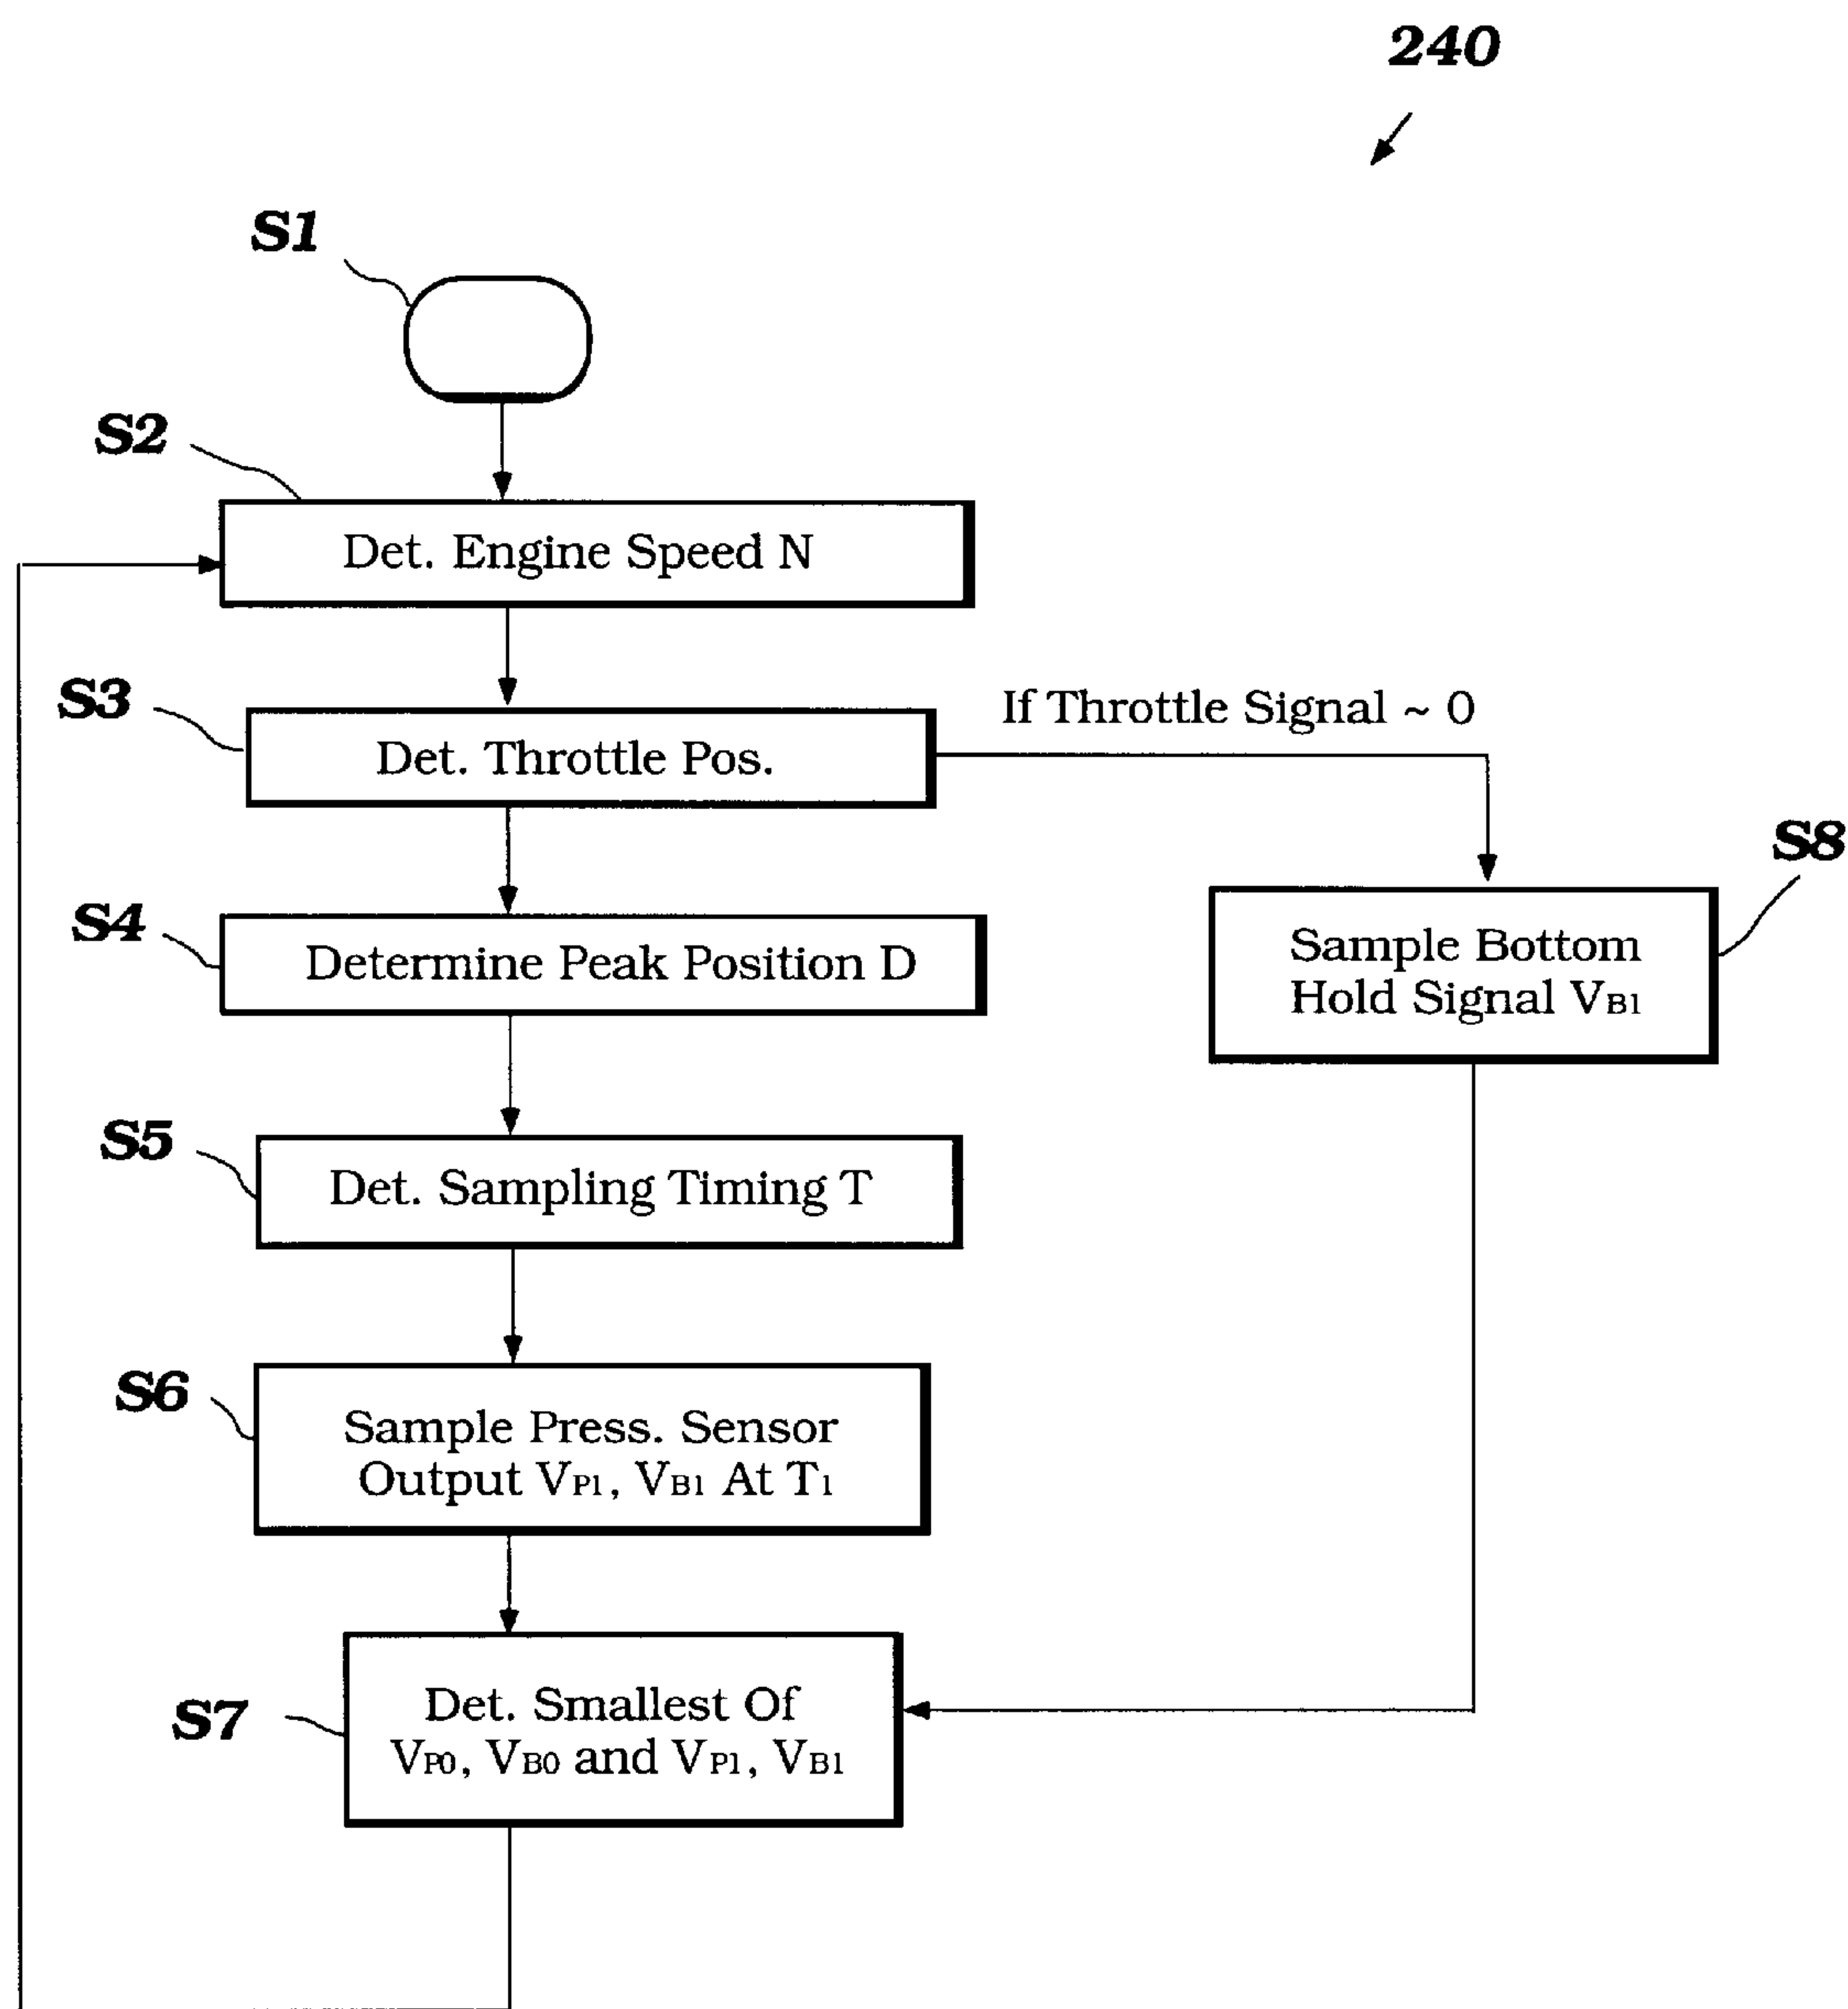 240
S1
S2
Det. Engine Speed N
S3
If Throttle Signal ~ 0
Det. Throttle Pos.
S8
S4
Sample Bottom
Hold Signal VB1
Determine Peak Position D
S5
Det. Sampling Timing T
S6
Sample Press. Sensor
Output VP1, VB1 At T1
S7
Det. Smallest Of
VP0, VB0 and VP1, VB1